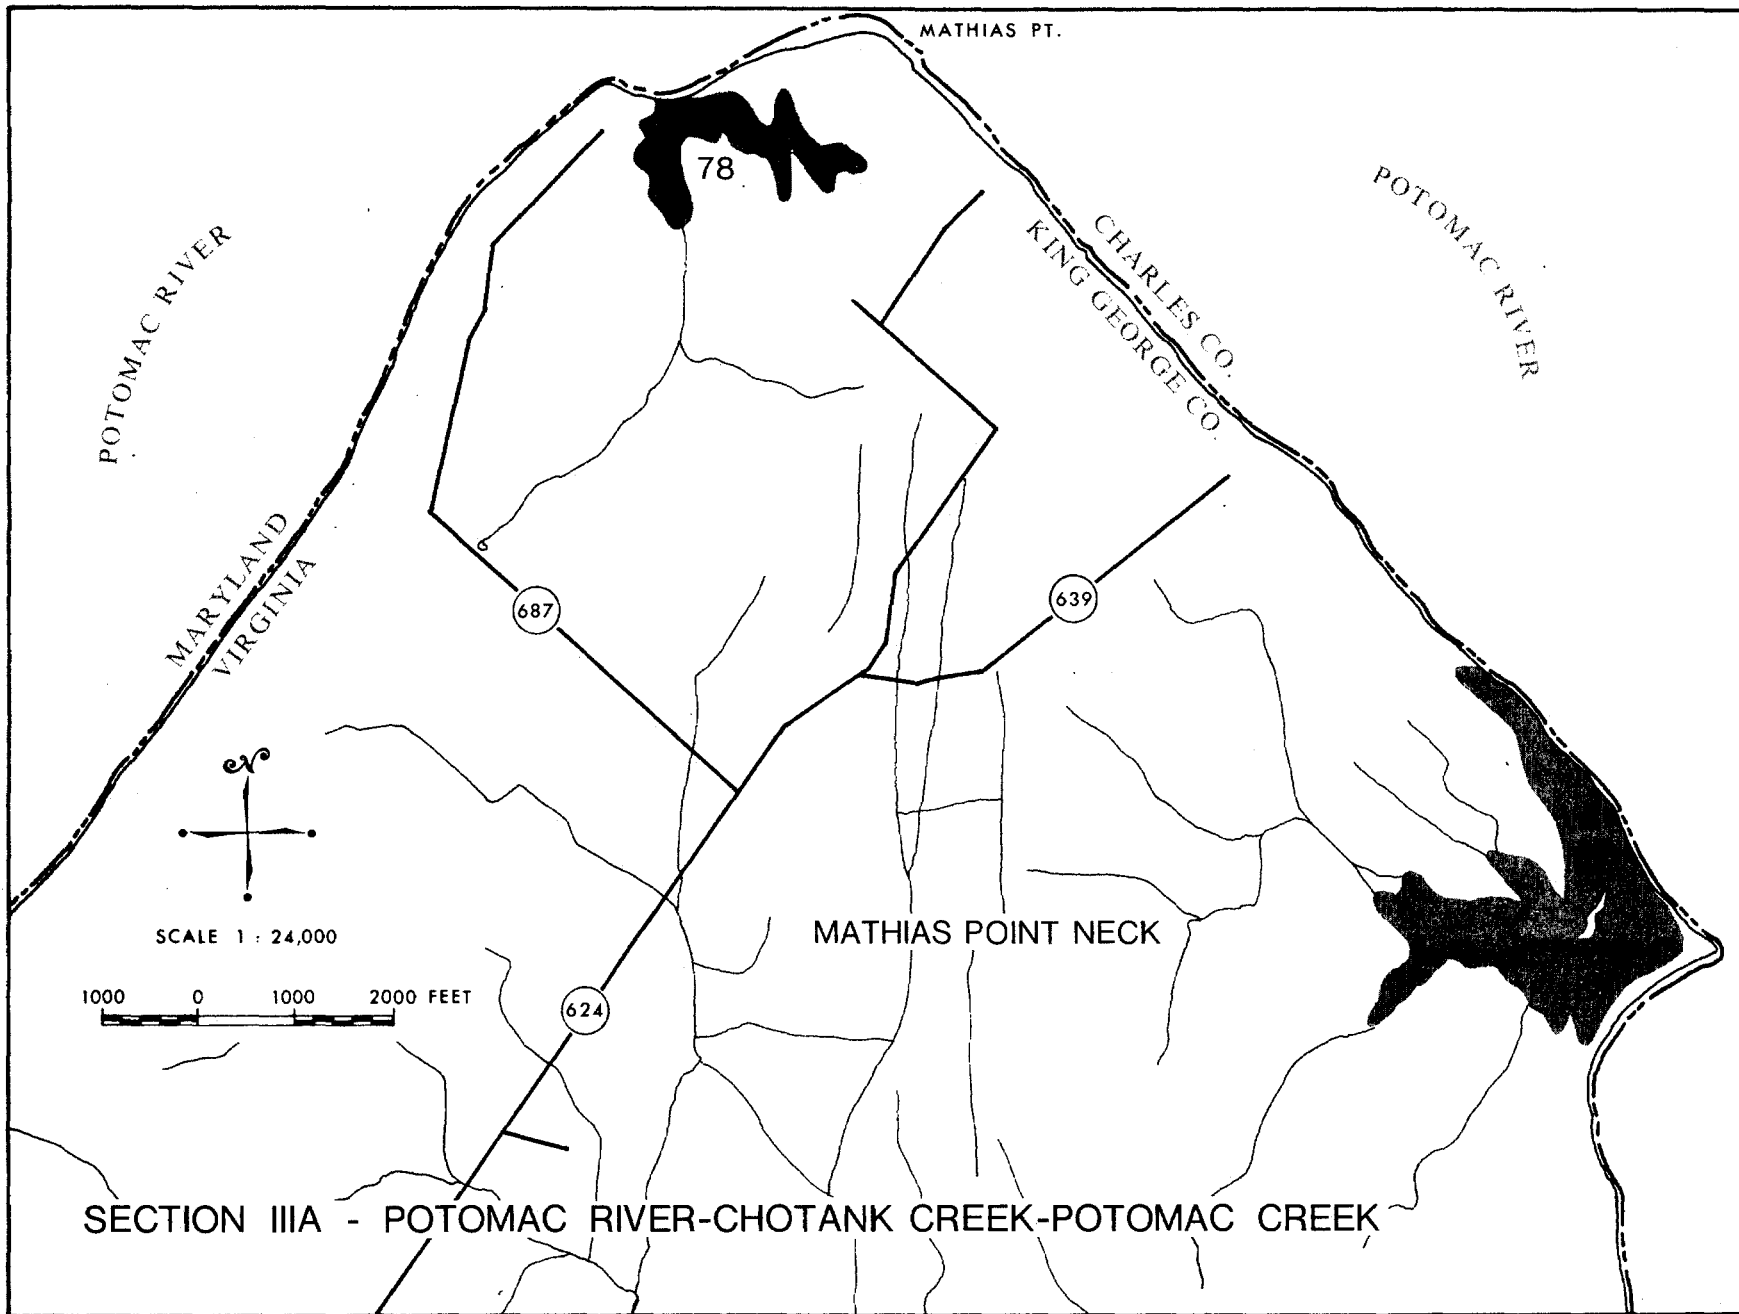 MATHIAS PT.
78
POTOMAC RIVER
POTOMAC RIVER
CHARLES CO.
KING GEORGE CO.
MARYLAND
VIRGINIA
687
639
N
SCALE 1 : 24,000
MATHIAS POINT NECK
1000 0 1000 2000 FEET
624
SECTION IIIA - POTOMAC RIVER-CHOTANK CREEK-POTOMAC CREEK